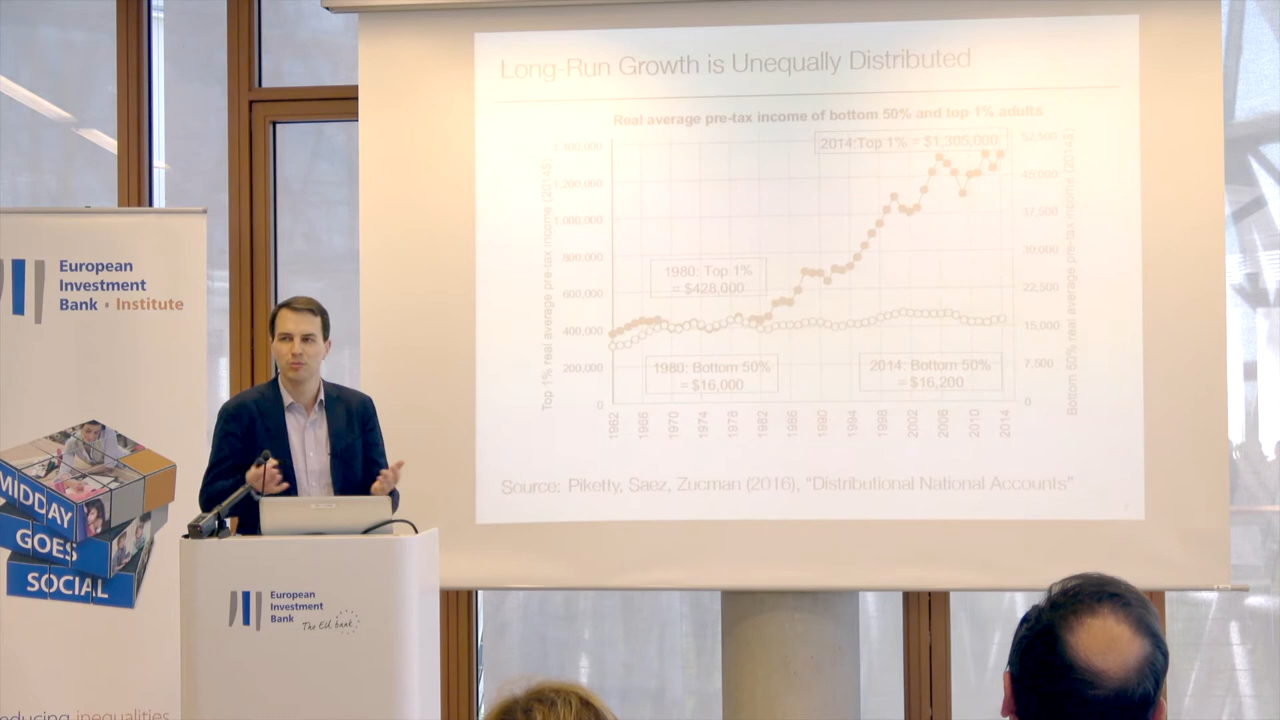 Long-Run Growth is Unequally Distributed
Real average pre-tax income of bottom 50% and top 1% adults
Top 1% real average pre-tax income (2014$)
1,400,000
1,200,000
1,000,000
800,000
600,000
400,000
200,000
0
2014:Top 1% = $1,305,000
1980: Top 1%
= $428,000
1980: Bottom 50%
= $16,000
2014: Bottom 50%
= $16,200
52,500
45,000
37,500
30,000
22,500
15,000
7,500
0
Bottom 50% real average pre-tax income (2014$)
1962
1966
1970
1974
1978
1982
1986
1990
1994
1998
2002
2006
2010
2014
Source: Piketty, Saez, Zucman (2016), "Distributional National Accounts"
European
Investment
Bank Institute
MIDDAY
GOES
SOCIAL
inequalities
European
Investment
Bank
The EU bank